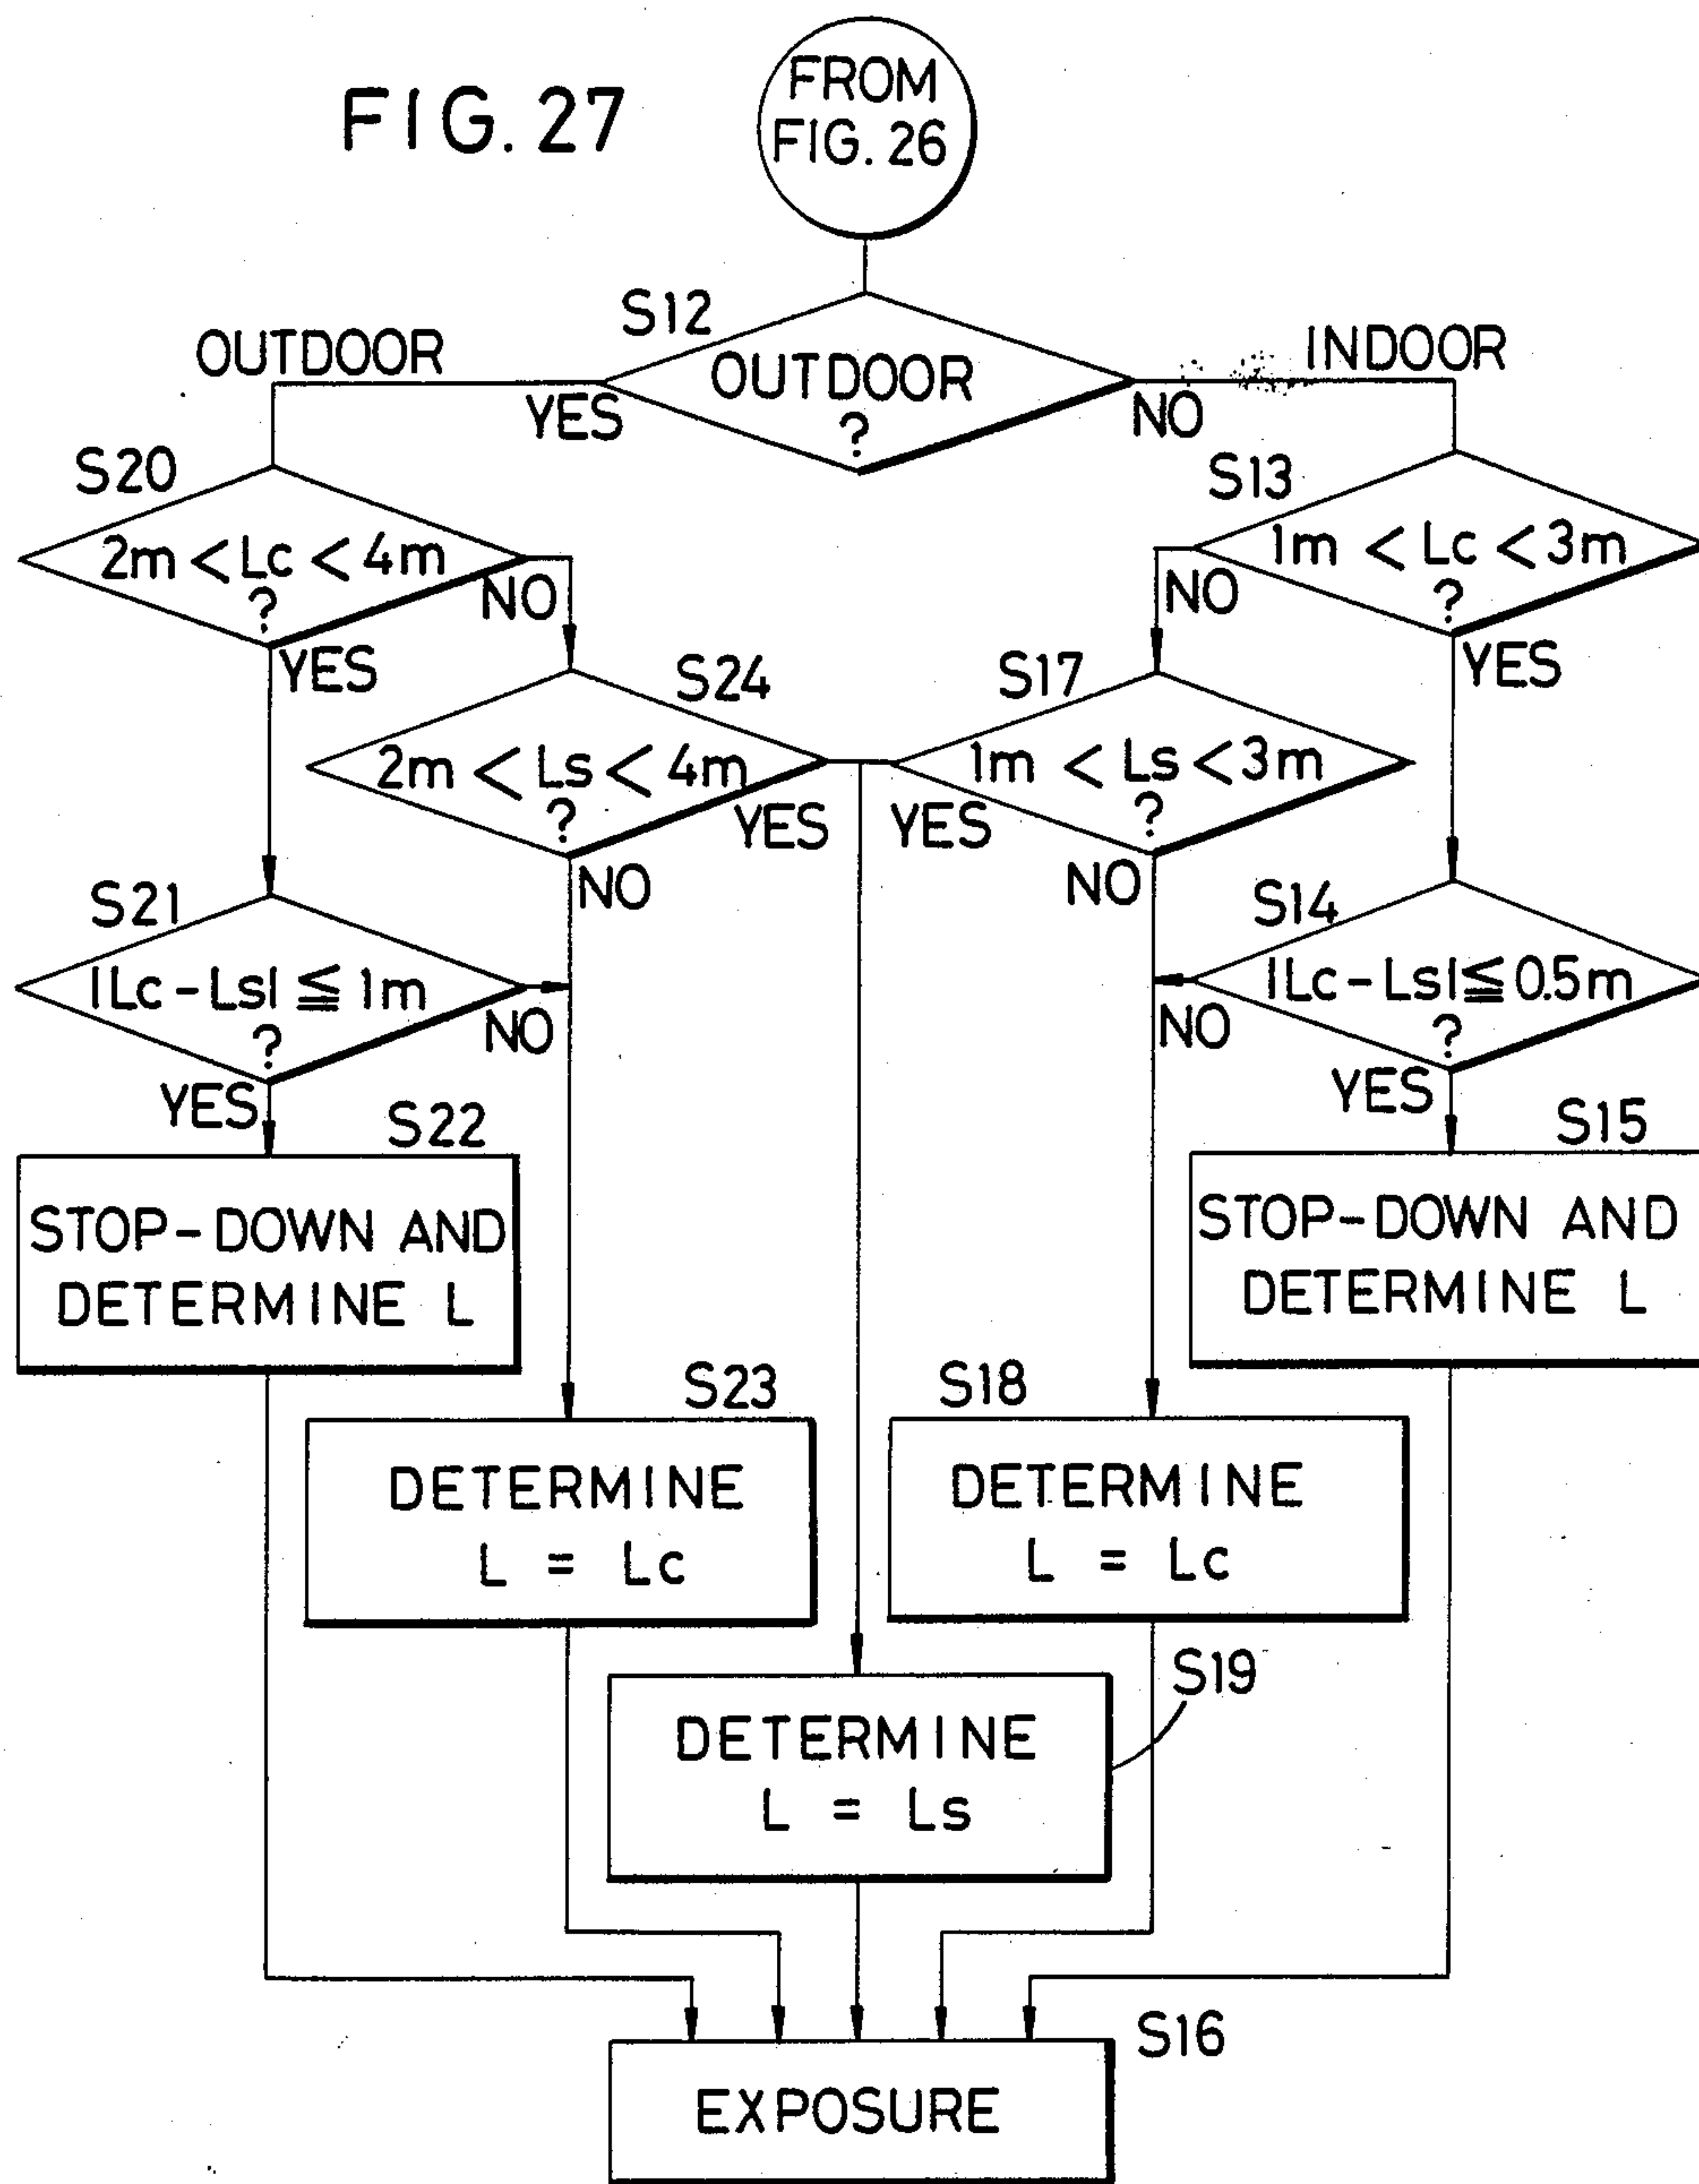 FIG. 27
FROM
FIG. 26
S12
OUTDOOR
INDOOR
OUTDOOR
?
YES
NO
S20
2m < Lc < 4m
?
NO
YES
S13
1m < Lc < 3m
?
NO
YES
S24
2m < Ls < 4m
?
YES
NO
S17
1m < Ls < 3m
?
YES
NO
S21
|Lc - Ls| ≦ 1m
?
NO
YES
S14
|Lc - Ls| ≦ 0.5m
?
NO
YES
S22
STOP-DOWN AND
DETERMINE L
S15
STOP-DOWN AND
DETERMINE L
S23
DETERMINE
L = Lc
S18
DETERMINE
L = Lc
S19
DETERMINE
L = Ls
S16
EXPOSURE